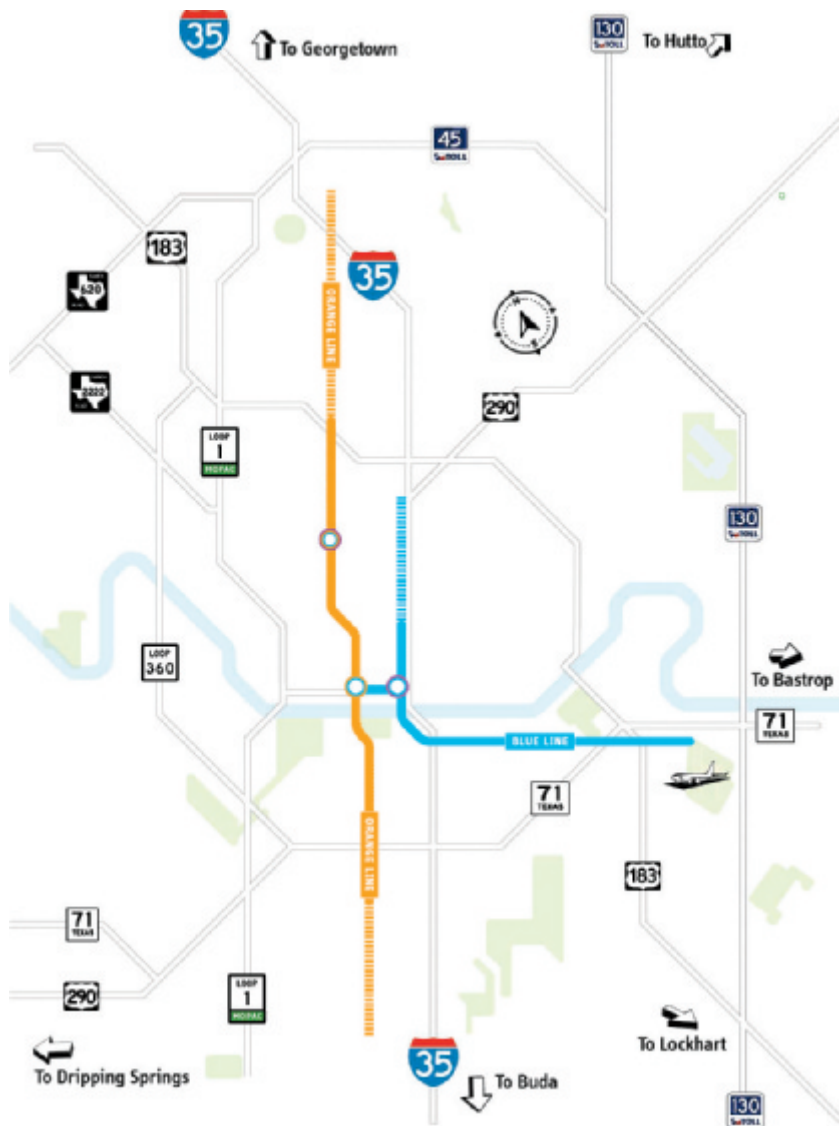 35
To Georgetown
130
TOLL
To Hutto
45
TOLL
183
620
35
ORANGE LINE
2222
290
LOOP
1
MOPAC
130
TOLL
LOOP
360
To Bastrop
71
TEXAS
BLUE LINE
71
TEXAS
ORANGE LINE
183
71
TEXAS
290
LOOP
1
MOPAC
To Lockhart
To Dripping Springs
35
To Buda
130
TOLL